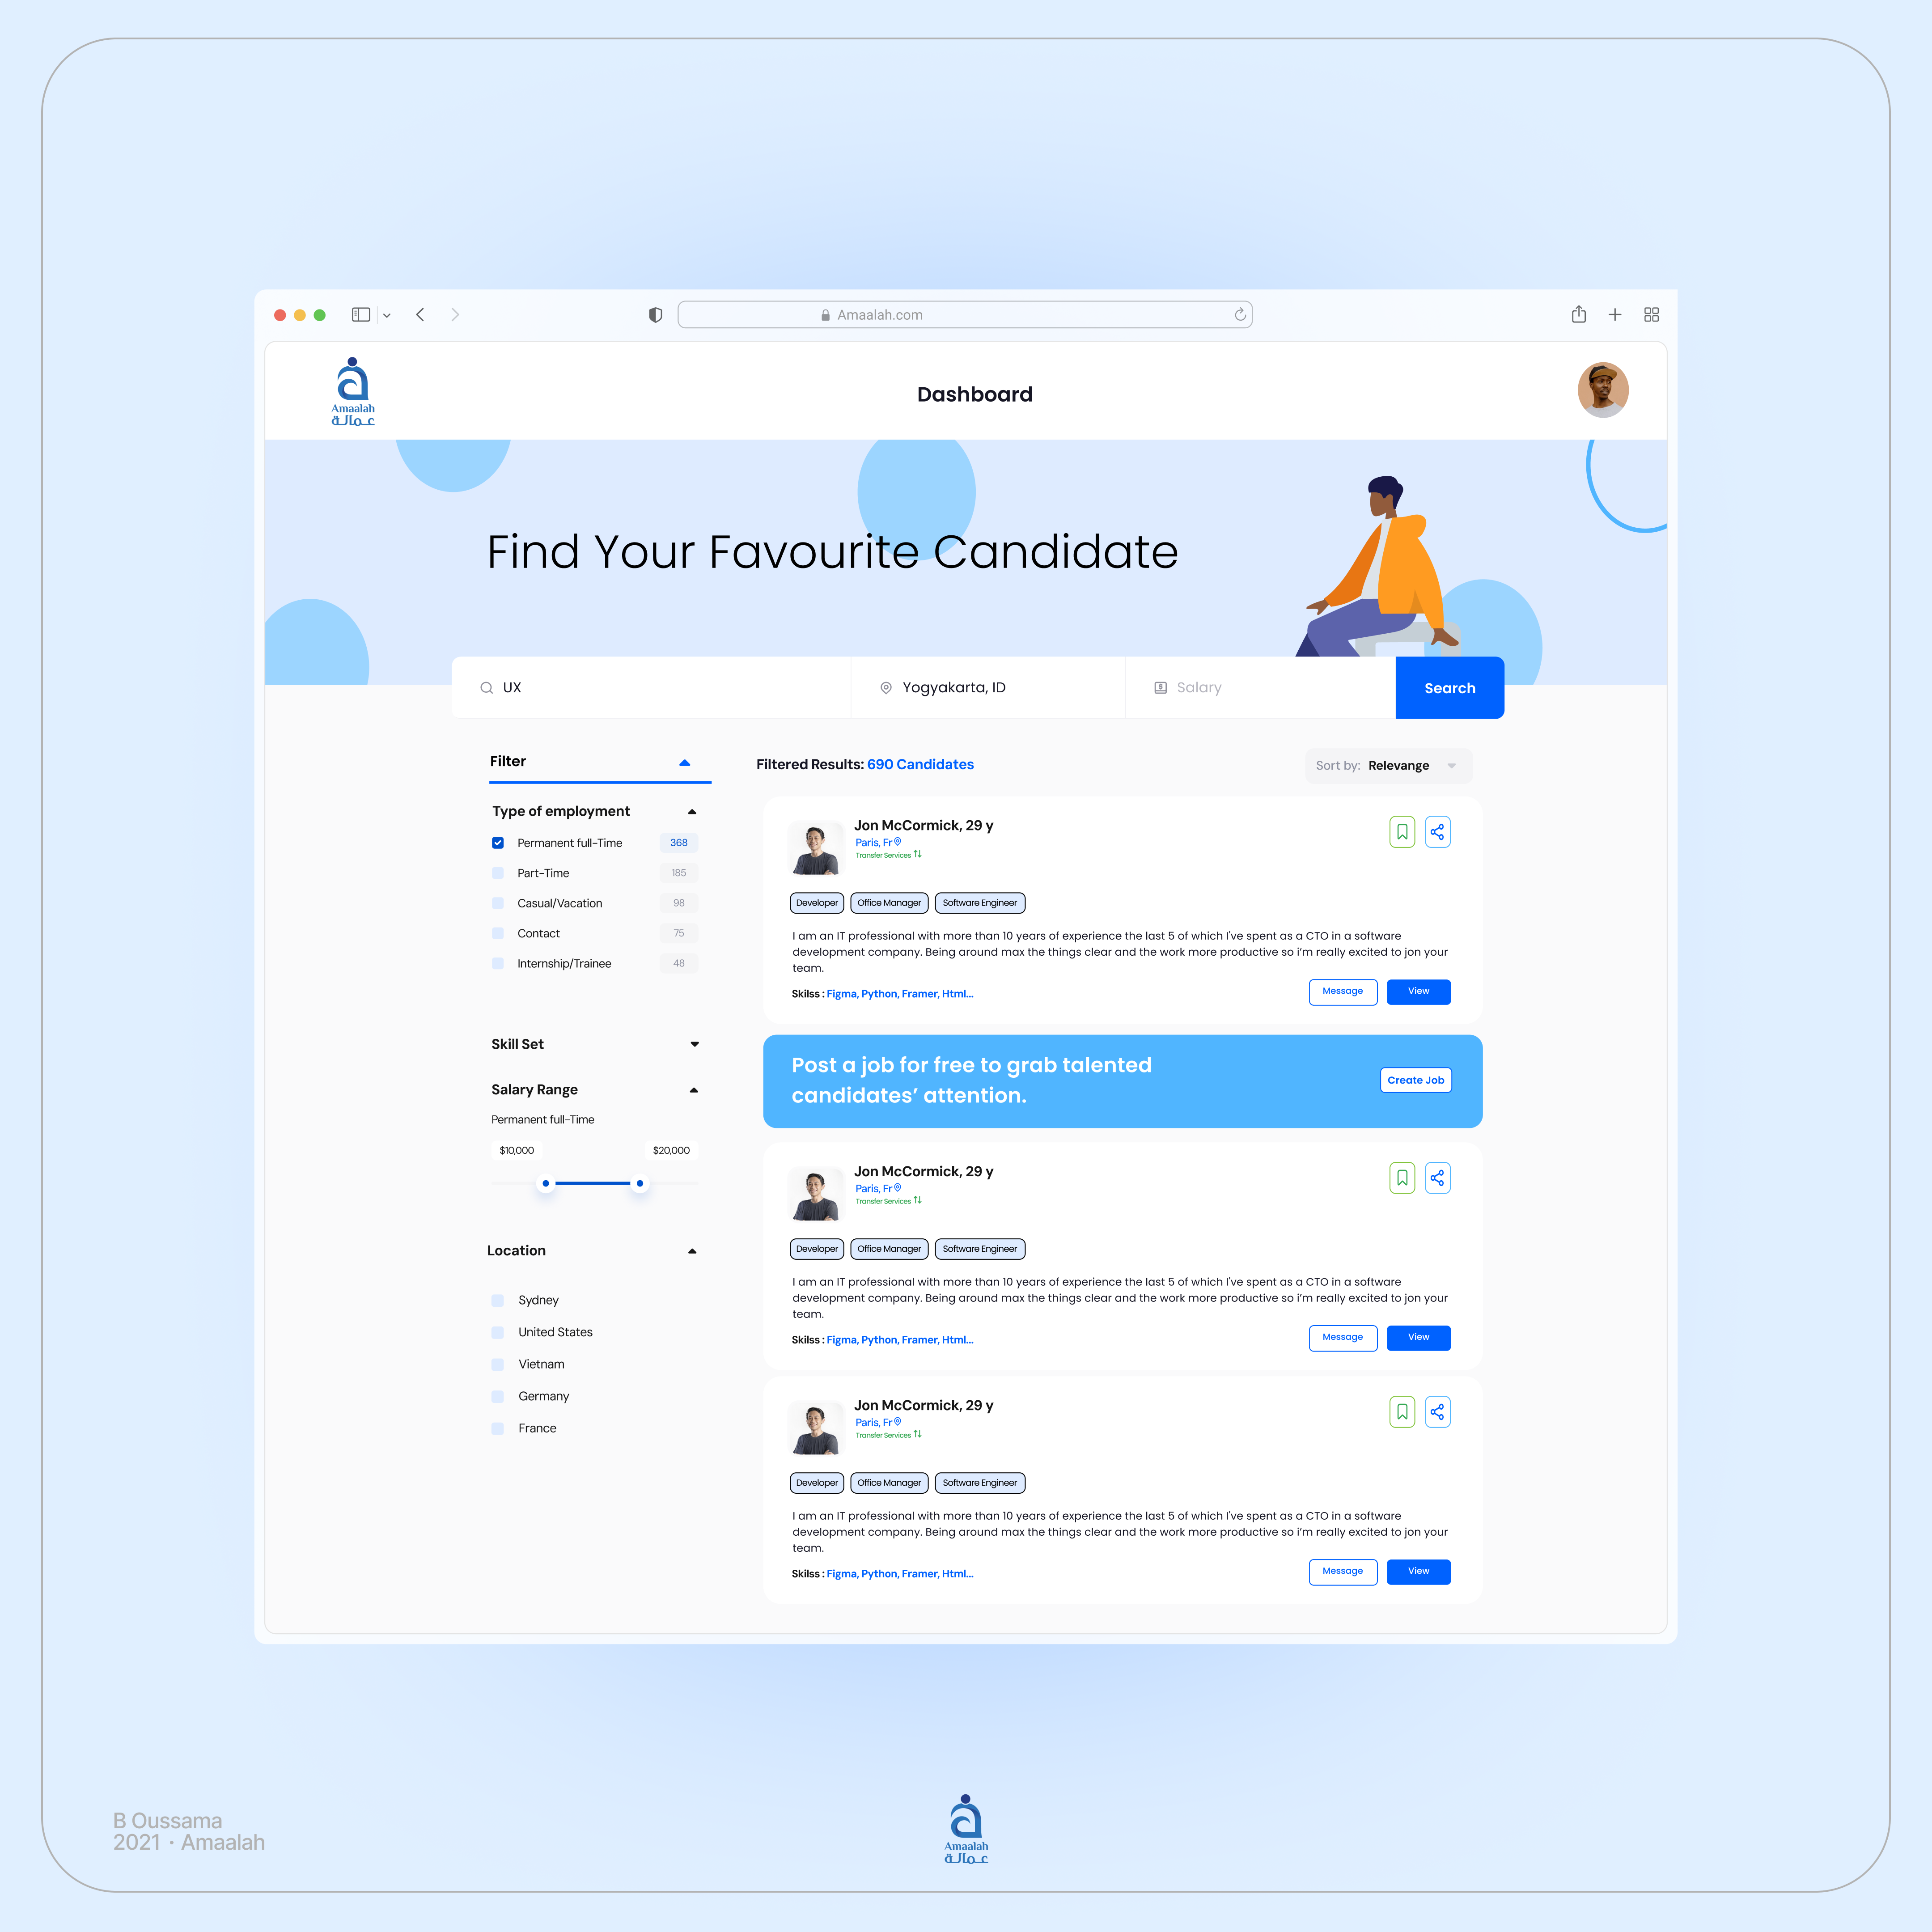 Amaalah.com
Amaalah
عمالة
Dashboard
Find Your Favourite Candidate
UX
Yogyakarta, ID
Salary
Search
Filter
Type of employment
Permanent full-Time 368
Part-Time 185
Casual/Vacation 98
Contact 75
Internship/Trainee 48
Skill Set
Salary Range
Permanent full-Time
$10,000 $20,000
Location
Sydney
United States
Vietnam
Germany
France
Filtered Results: 690 Candidates
Sort by: Relevange
Jon McCormick, 29 y
Paris, Fr
Transfer Services
Developer Office Manager Software Engineer
I am an IT professional with more than 10 years of experience the last 5 of which I've spent as a CTO in a software
development company. Being around max the things clear and the work more productive so i'm really excited to jon your
team.
Skilss : Figma, Python, Framer, Html...
Message View
Post a job for free to grab talented
candidates’ attention.
Create Job
Jon McCormick, 29 y
Paris, Fr
Transfer Services
Developer Office Manager Software Engineer
I am an IT professional with more than 10 years of experience the last 5 of which I've spent as a CTO in a software
development company. Being around max the things clear and the work more productive so i'm really excited to jon your
team.
Skilss : Figma, Python, Framer, Html...
Message View
Jon McCormick, 29 y
Paris, Fr
Transfer Services
Developer Office Manager Software Engineer
I am an IT professional with more than 10 years of experience the last 5 of which I've spent as a CTO in a software
development company. Being around max the things clear and the work more productive so i'm really excited to jon your
team.
Skilss : Figma, Python, Framer, Html...
Message View
B Oussama
2021 · Amaalah
Amaalah
عمالة